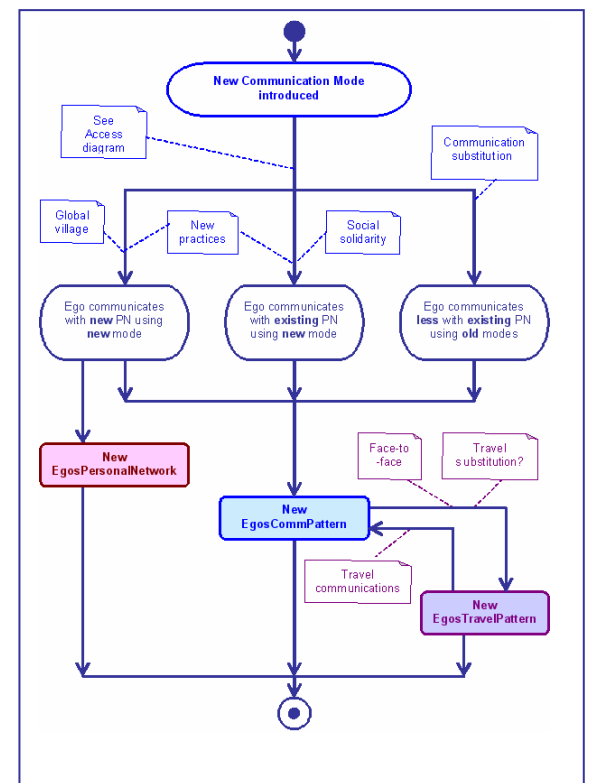 New Communication Mode
introduced
See
Access
diagram
Communication
substitution
Global
village
New
practices
Social
solidarity
Ego communicates
with new PN using
new mode
Ego communicates
with existing PN
using new mode
Ego communicates
less with existing PN
using old modes
New
EgosPersonalNetwork
Face-to
-face
Travel
substitution?
New
EgosCommPattern
Travel
communications
New
EgosTravelPattern